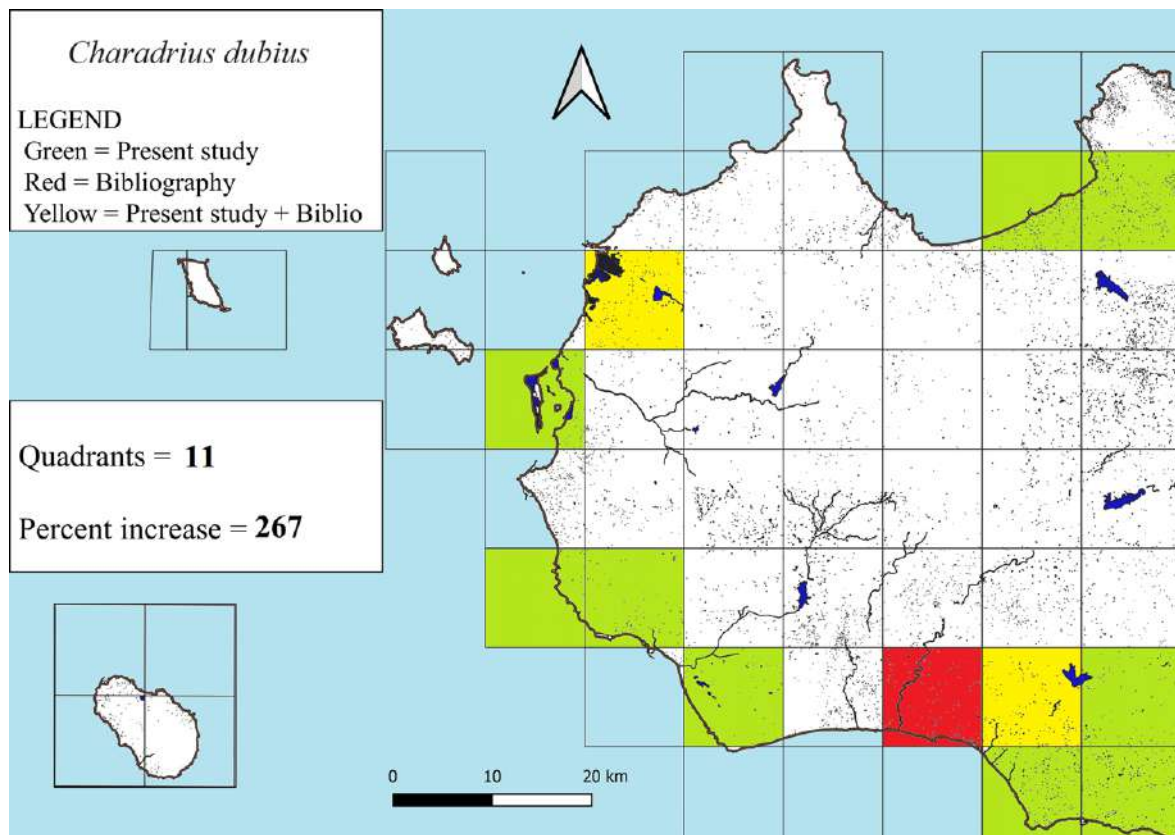 Charadrius dubius
LEGEND
Green = Present study
Red = Bibliography
Yellow = Present study + Biblio
Quadrants = 11
Percent increase = 267
0 10 20 km